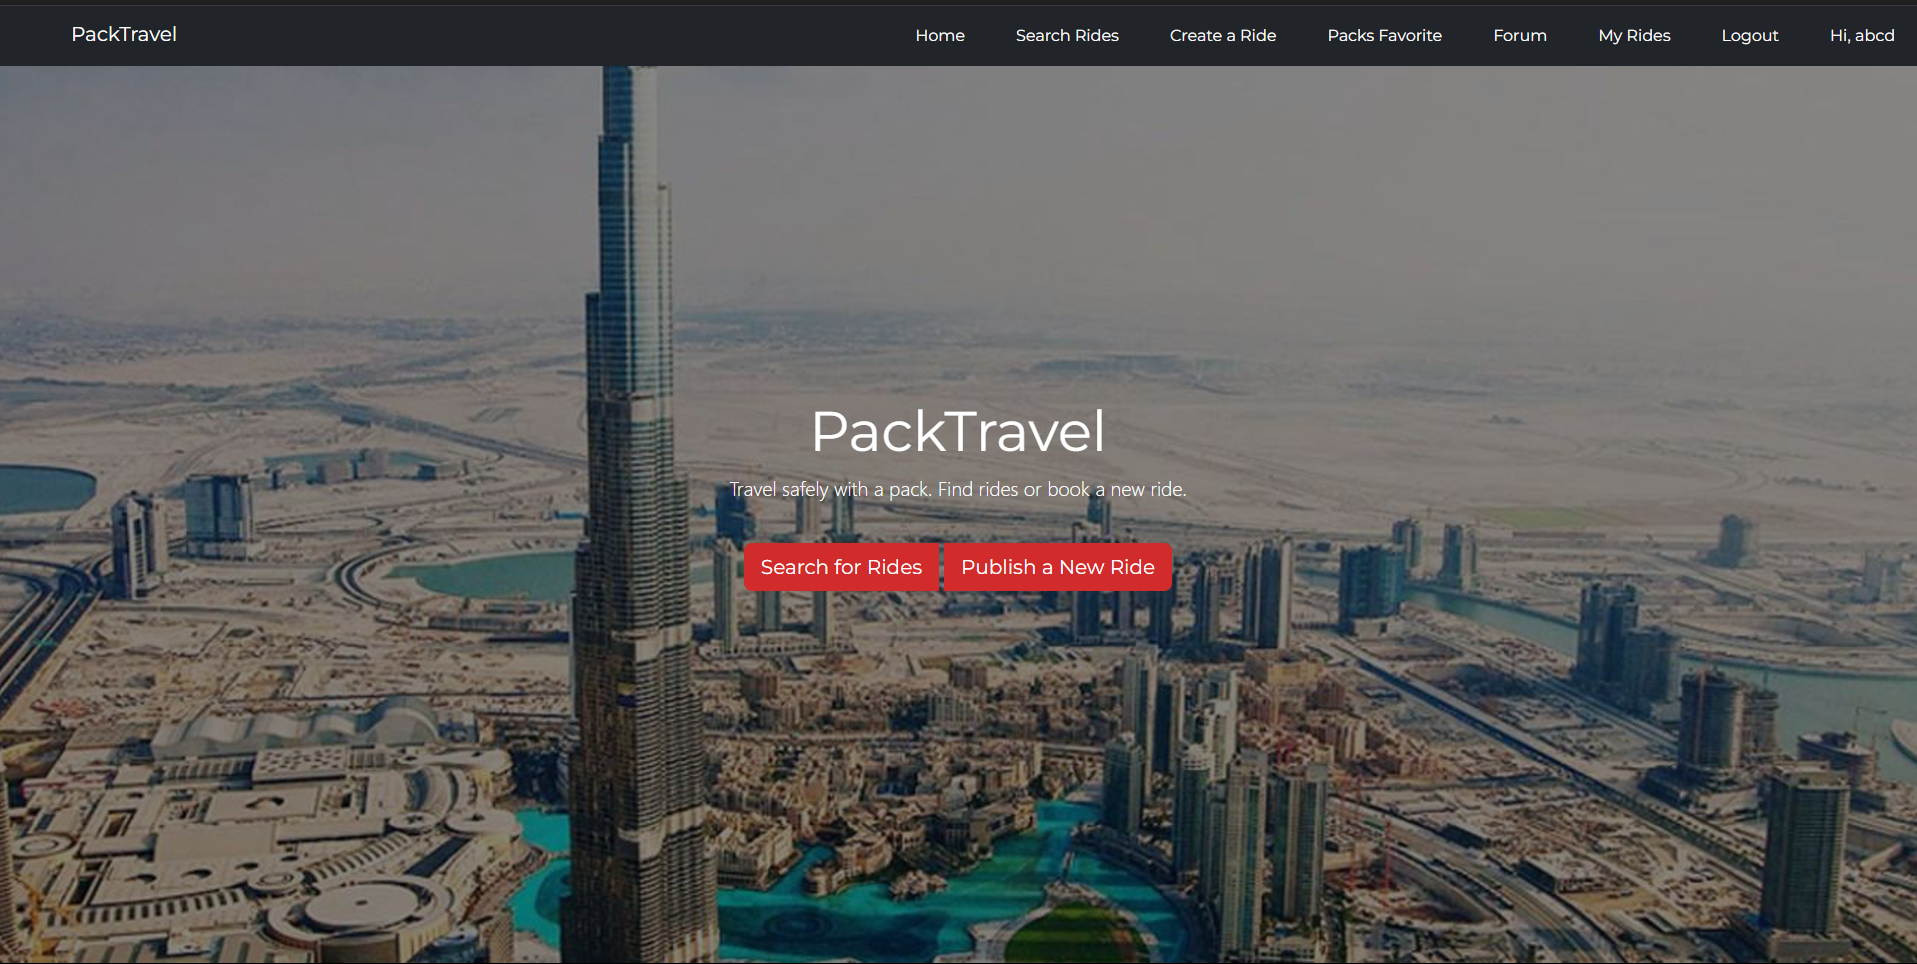 PackTravel Home Search Rides Create a Ride Packs Favorite Forum My Rides Logout Hi, abcd
PackTravel
Travel safely with a pack. Find rides or book a new ride.
Search for Rides Publish a New Ride